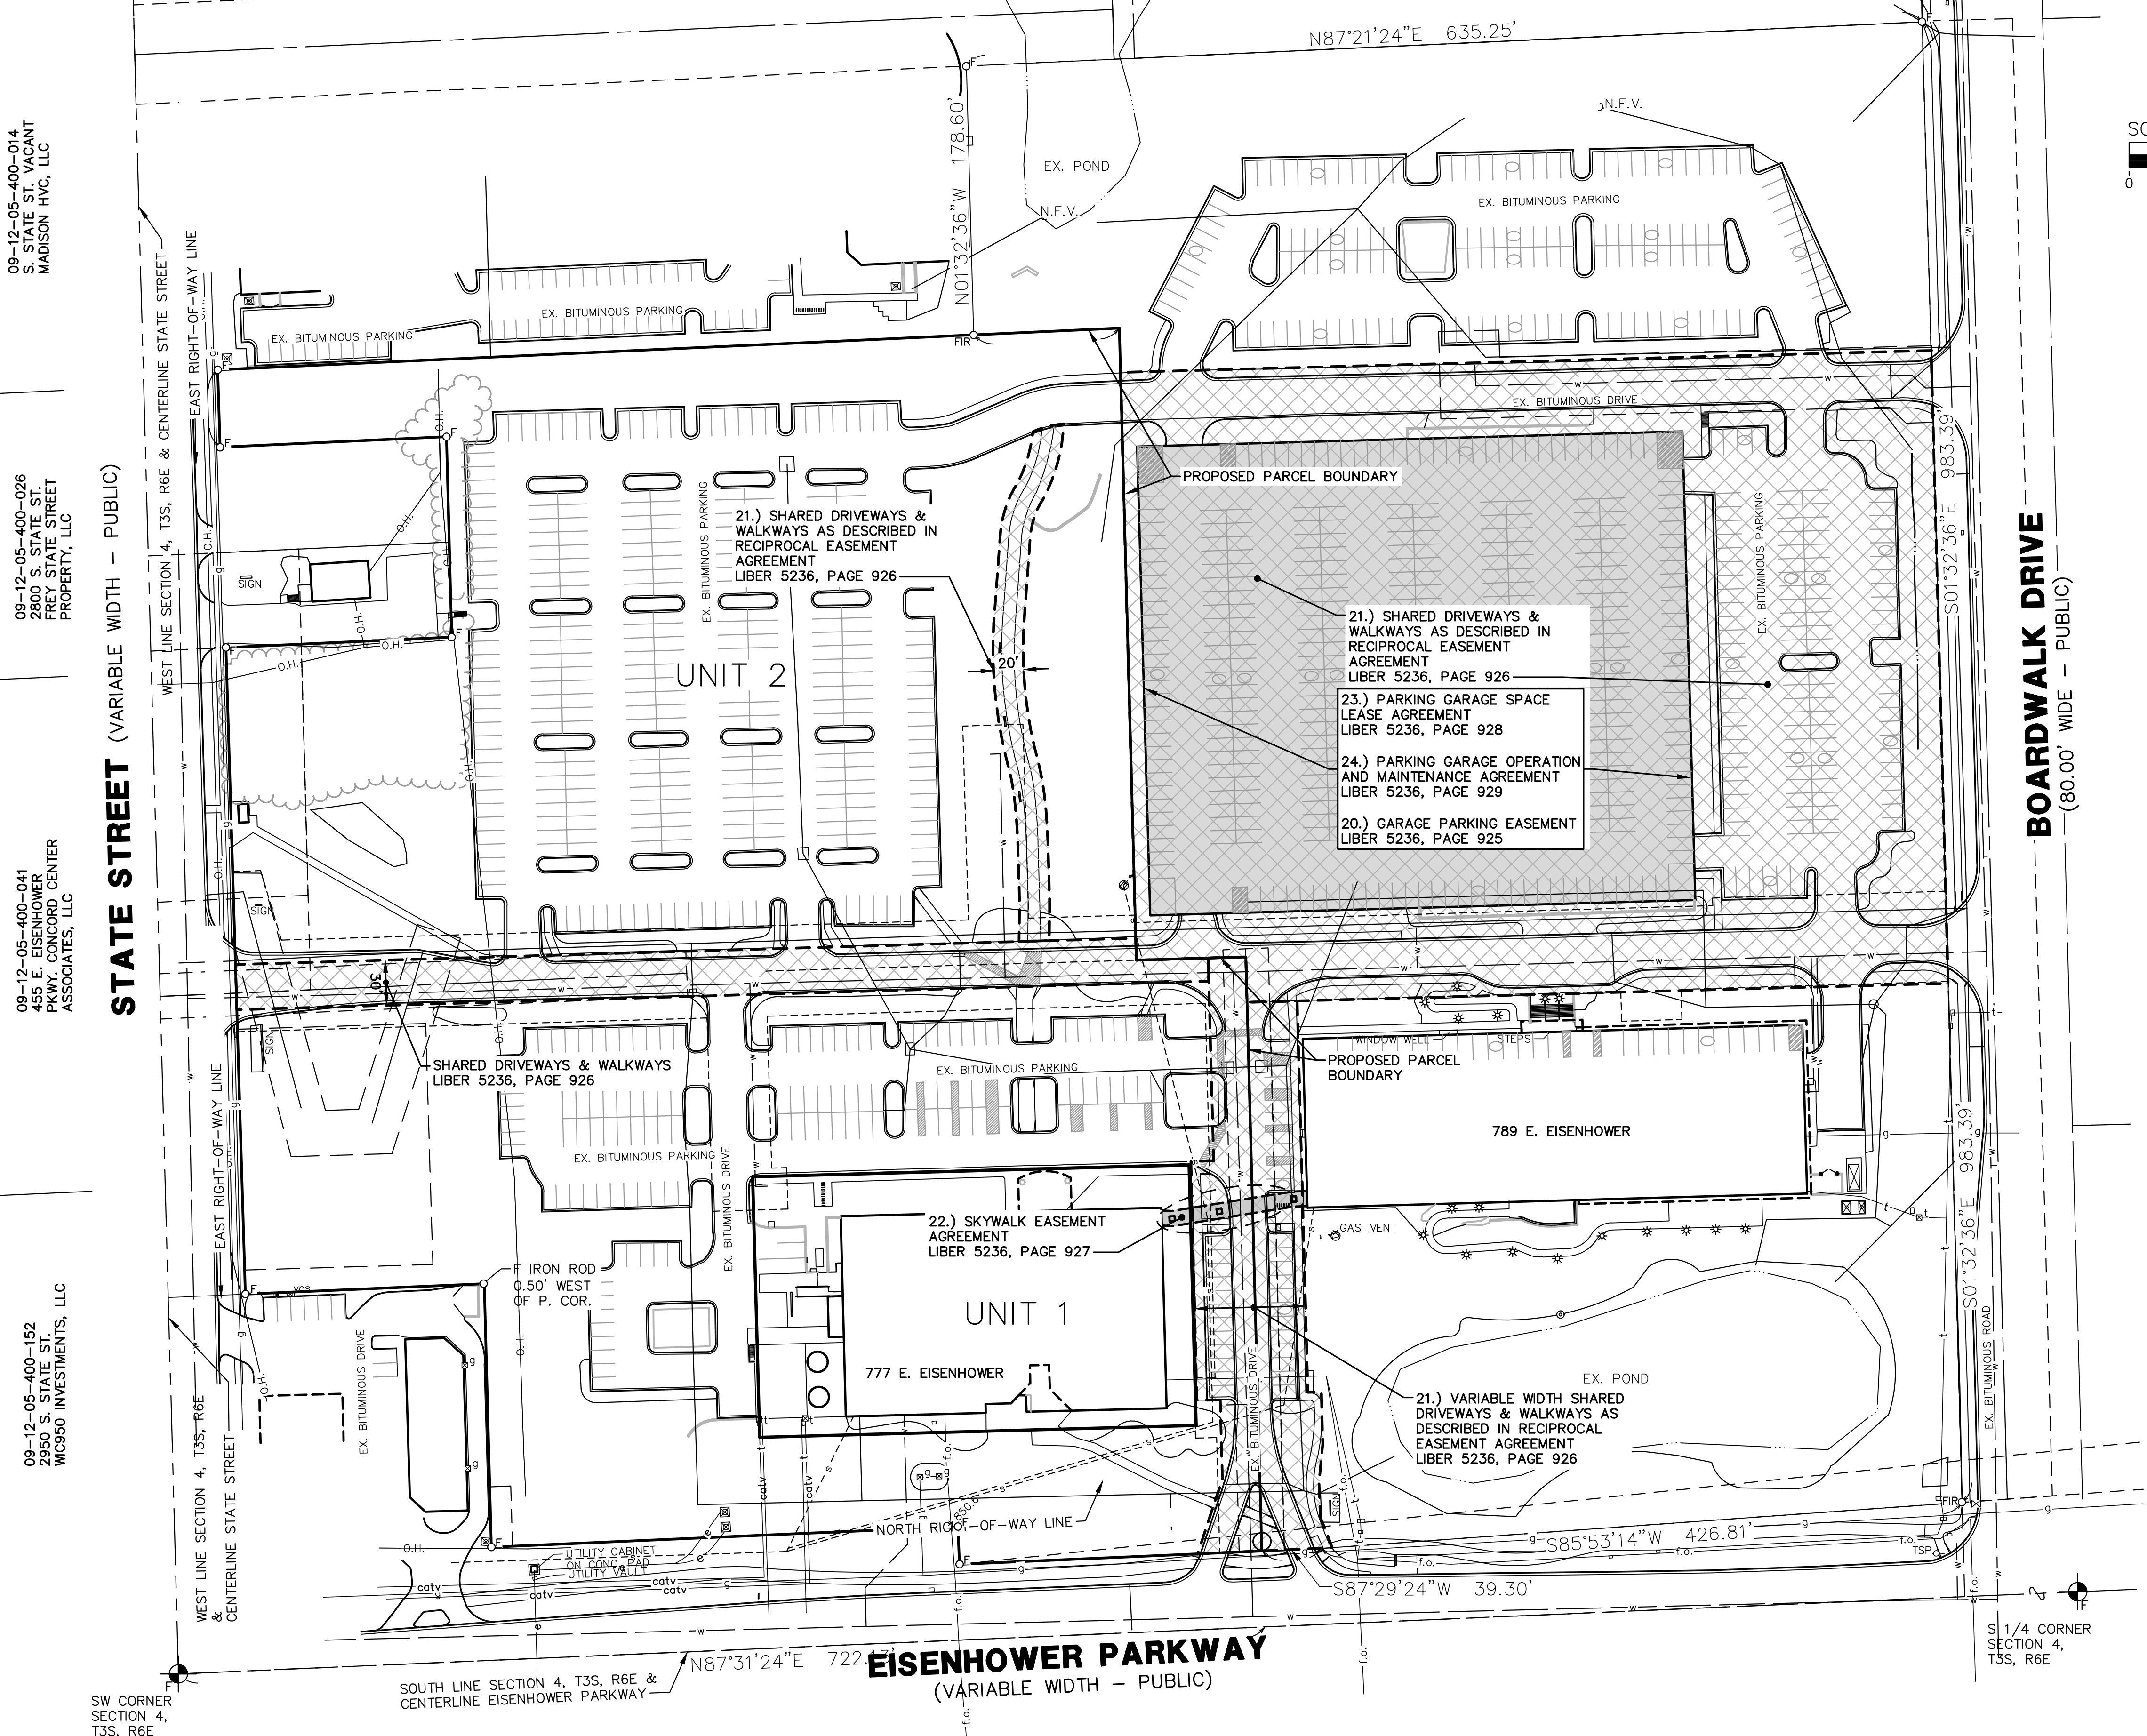 N87°21'24"E 635.25'
N.F.V.
EX. POND
N.F.V.
N01°32'36"W 178.60'
EX. BITUMINOUS PARKING
EX. BITUMINOUS PARKING
EX. BITUMINOUS PARKING
FIR
09-12-05-400-014
S. STATE ST. VACANT
MADISON HVC, LLC
09-12-05-400-026
2800 S. STATE ST.
FREY STATE STREET
PROPERTY, LLC
09-12-05-400-041
455 E. EISENHOWER
PKWY. CONCORD CENTER
ASSOCIATES, LLC
09-12-05-400-152
2950 S. STATE ST.
WIC950 INVESTMENTS, LLC
STATE STREET (VARIABLE WIDTH - PUBLIC)
WEST LINE SECTION 4, T3S, R6E & CENTERLINE STATE STREET
EAST RIGHT-OF-WAY LINE
EX. BITUMINOUS DRIVE
PROPOSED PARCEL BOUNDARY
EX. BITUMINOUS PARKING
21.) SHARED DRIVEWAYS &
WALKWAYS AS DESCRIBED IN
RECIPROCAL EASEMENT
AGREEMENT
LIBER 5236, PAGE 926
20'
UNIT 2
21.) SHARED DRIVEWAYS &
WALKWAYS AS DESCRIBED IN
RECIPROCAL EASEMENT
AGREEMENT
LIBER 5236, PAGE 926
23.) PARKING GARAGE SPACE
LEASE AGREEMENT
LIBER 5236, PAGE 928
24.) PARKING GARAGE OPERATION
AND MAINTENANCE AGREEMENT
LIBER 5236, PAGE 929
20.) GARAGE PARKING EASEMENT
LIBER 5236, PAGE 925
EX. BITUMINOUS PARKING
S01°32'36"E 983.39'
BOARDWALK DRIVE
(80.00' WIDE - PUBLIC)
SIGN
SIGN
SIGN
30'
SHARED DRIVEWAYS & WALKWAYS
LIBER 5236, PAGE 926
EX. BITUMINOUS PARKING
EX. BITUMINOUS PARKING
EX. BITUMINOUS DRIVE
WINDOW WELL
STEPS
PROPOSED PARCEL
BOUNDARY
789 E. EISENHOWER
22.) SKYWALK EASEMENT
AGREEMENT
LIBER 5236, PAGE 927
GAS_VENT
EAST RIGHT-OF-WAY LINE
F IRON ROD
0.50' WEST
OF P. COR.
UNIT 1
777 E. EISENHOWER
EX. POND
21.) VARIABLE WIDTH SHARED
DRIVEWAYS & WALKWAYS AS
DESCRIBED IN RECIPROCAL
EASEMENT AGREEMENT
LIBER 5236, PAGE 926
EX. BITUMINOUS DRIVE
EX. BITUMINOUS DRIVE
S01°32'36"E 983.39'
EX. BITUMINOUS ROAD
WEST LINE SECTION 4, T3S, R6E
&
CENTERLINE STATE STREET
SIGN
FIR
NORTH RIGHT-OF-WAY LINE
UTILITY CABINET
ON CONC. PAD
UTILITY VAULT
S85°53'14"W 426.81'
TSP
S87°29'24"W 39.30'
N87°31'24"E
EISENHOWER PARKWAY
(VARIABLE WIDTH - PUBLIC)
SOUTH LINE SECTION 4, T3S, R6E &
CENTERLINE EISENHOWER PARKWAY
SW CORNER
SECTION 4,
T3S, R6E
S 1/4 CORNER
SECTION 4,
T3S, R6E